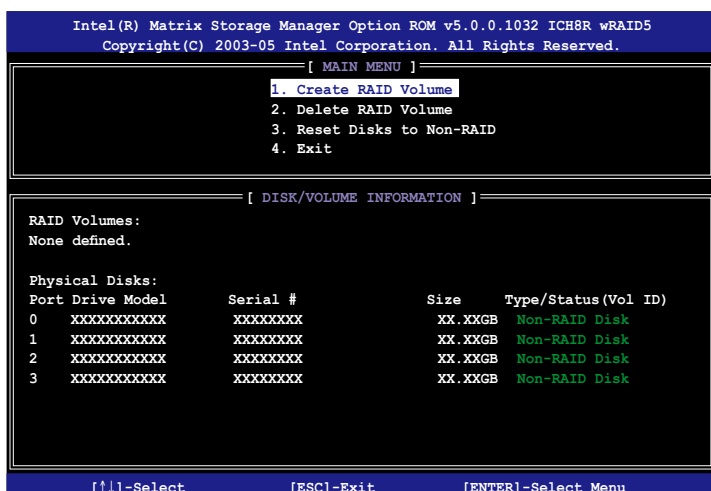 Intel(R) Matrix Storage Manager Option ROM v5.0.0.1032 ICH8R wRAID5
Copyright(C) 2003-05 Intel Corporation. All Rights Reserved.
[ MAIN MENU ]
1. Create RAID Volume
2. Delete RAID Volume
3. Reset Disks to Non-RAID
4. Exit
[ DISK/VOLUME INFORMATION ]
RAID Volumes:
None defined.
Physical Disks:
Port Drive Model Serial # Size Type/Status(Vol ID)
0 XXXXXXXXXXX XXXXXXXX XX.XXGB Non-RAID Disk
1 XXXXXXXXXXX XXXXXXXX XX.XXGB Non-RAID Disk
2 XXXXXXXXXXX XXXXXXXX XX.XXGB Non-RAID Disk
3 XXXXXXXXXXX XXXXXXXX XX.XXGB Non-RAID Disk
[↑↓]-Select [ESC]-Exit [ENTER]-Select Menu